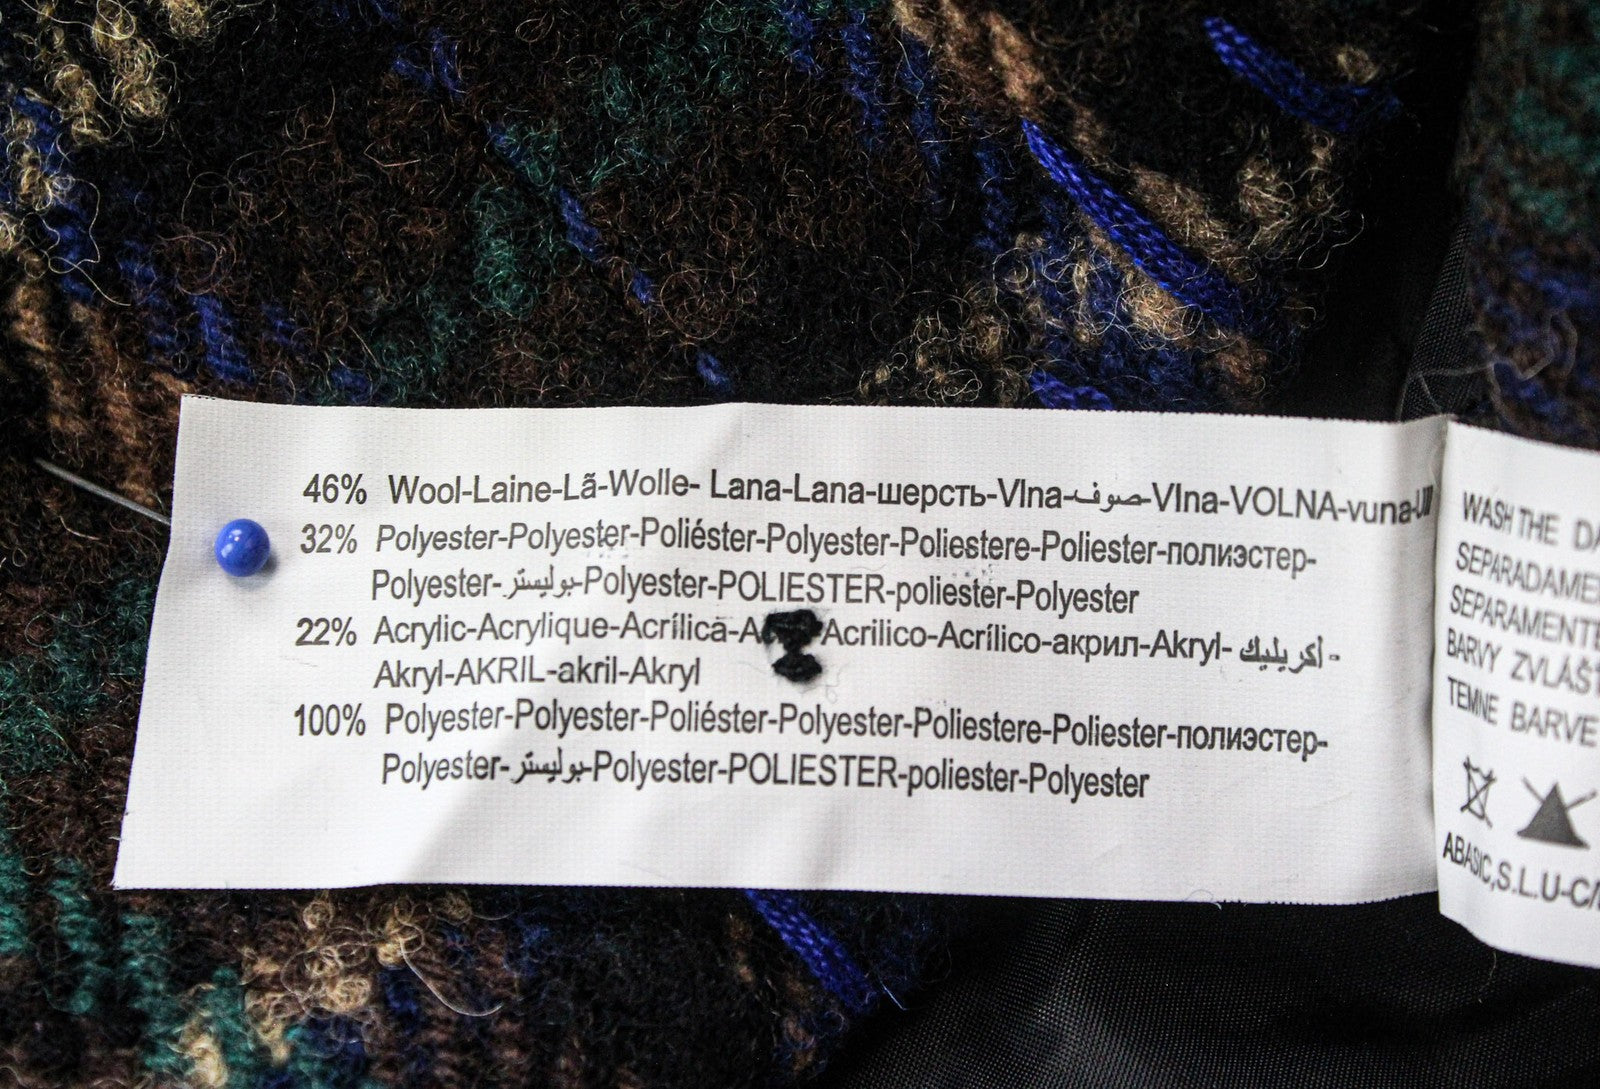 46% Wool-Laine-Lã-Wolle- Lana-Lana-шерсть-Vlna-صوف-Vlna-VOLNA-vuna-
32% Polyester-Polyester-Poliéster-Polyester-Poliestere-Poliester-полиэстер-
Polyester-بوليستر-Polyester-POLIESTER-poliester-Polyester
22% Acrylic-Acrylique-Acrílica-A Acrilico-Acrílico-акрил-Akryl-أكريليك-
Akryl-AKRIL-akril-Akryl
100% Polyester-Polyester-Poliéster-Polyester-Poliestere-Poliester-полиэстер-
Polyester-بوليستر-Polyester-POLIESTER-poliester-Polyester
WASH THE
SEPARADAME
SEPARAMENTE
BARVY ZVLÁŠT
TEMNE BARVE
ABASIC,S.L.U-C/